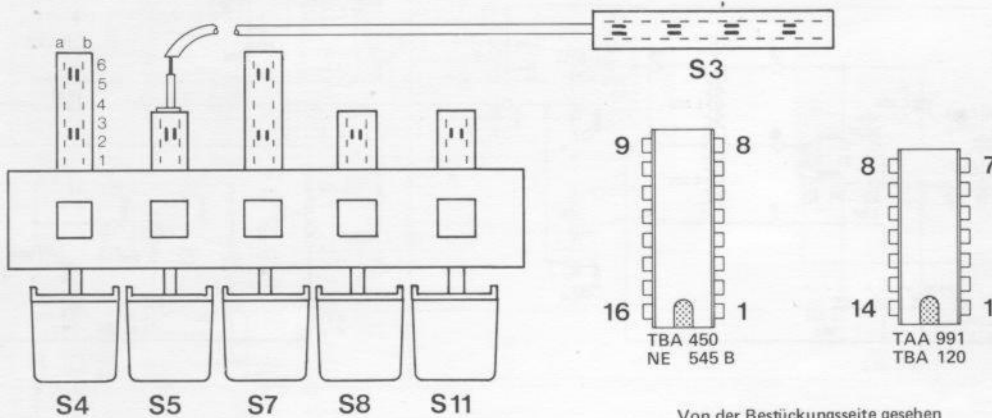 S3
a b
6
5
4
3
2
1
9 8
16 1
TBA 450
NE 545 B
8 7
14 1
TAA 991
TBA 120
S4 S5 S7 S8 S11
Von der Bestückungsseite gesehen